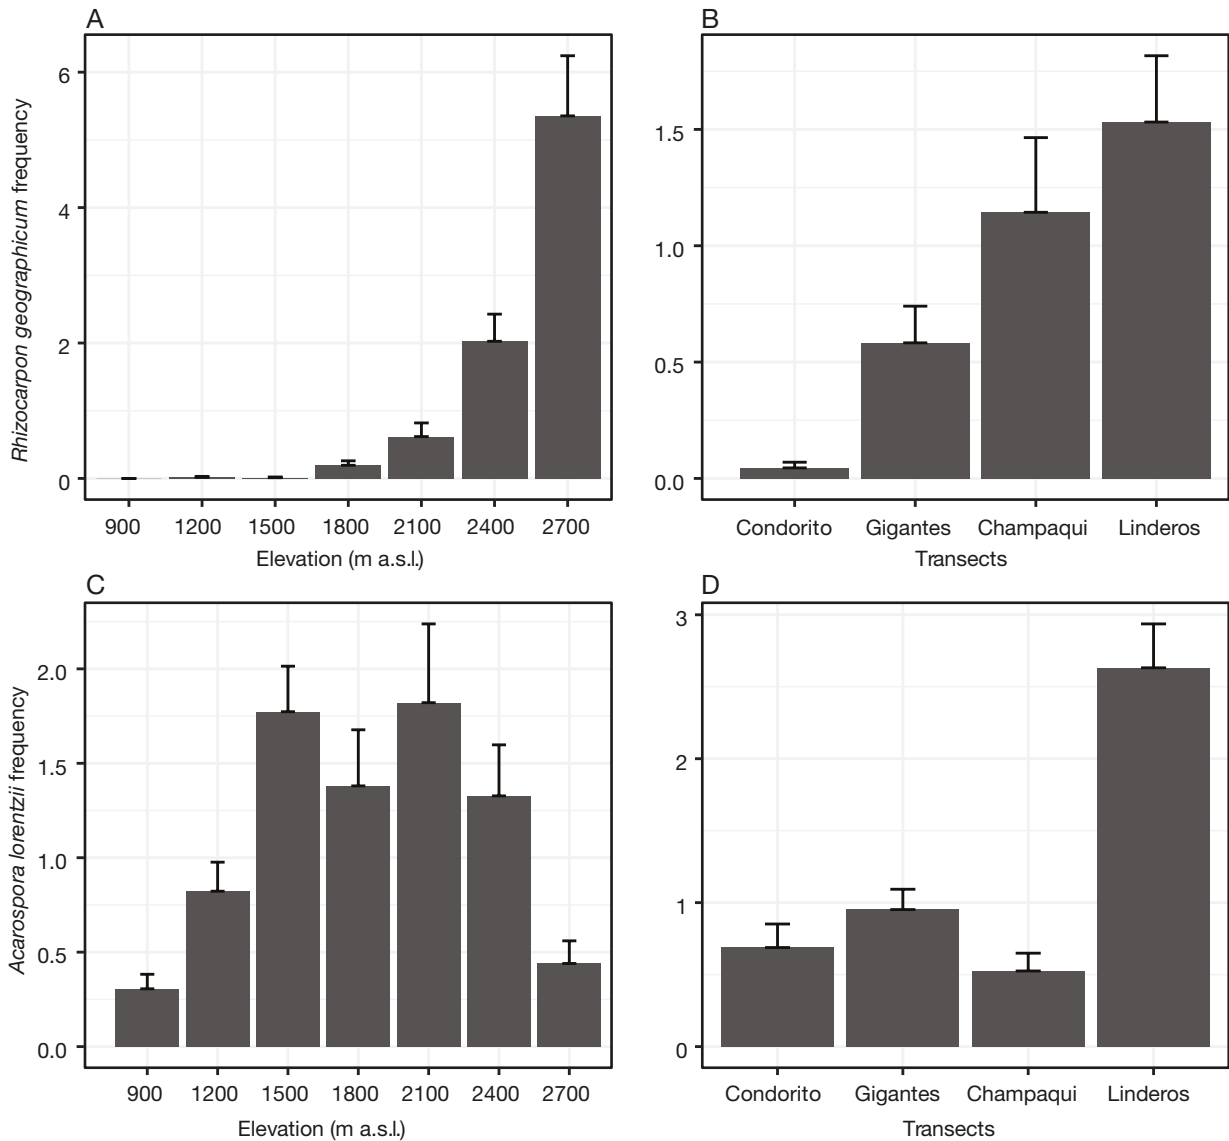 A
Rhizocarpon geographicum frequency
6
4
2
0
900 1200 1500 1800 2100 2400 2700
Elevation (m a.s.l.)
B
1.5
1.0
0.5
0.0
Condorito Gigantes Champaqui Linderos
Transects
C
Acarospora lorentzii frequency
2.0
1.5
1.0
0.5
0.0
900 1200 1500 1800 2100 2400 2700
Elevation (m a.s.l.)
D
3
2
1
0
Condorito Gigantes Champaqui Linderos
Transects